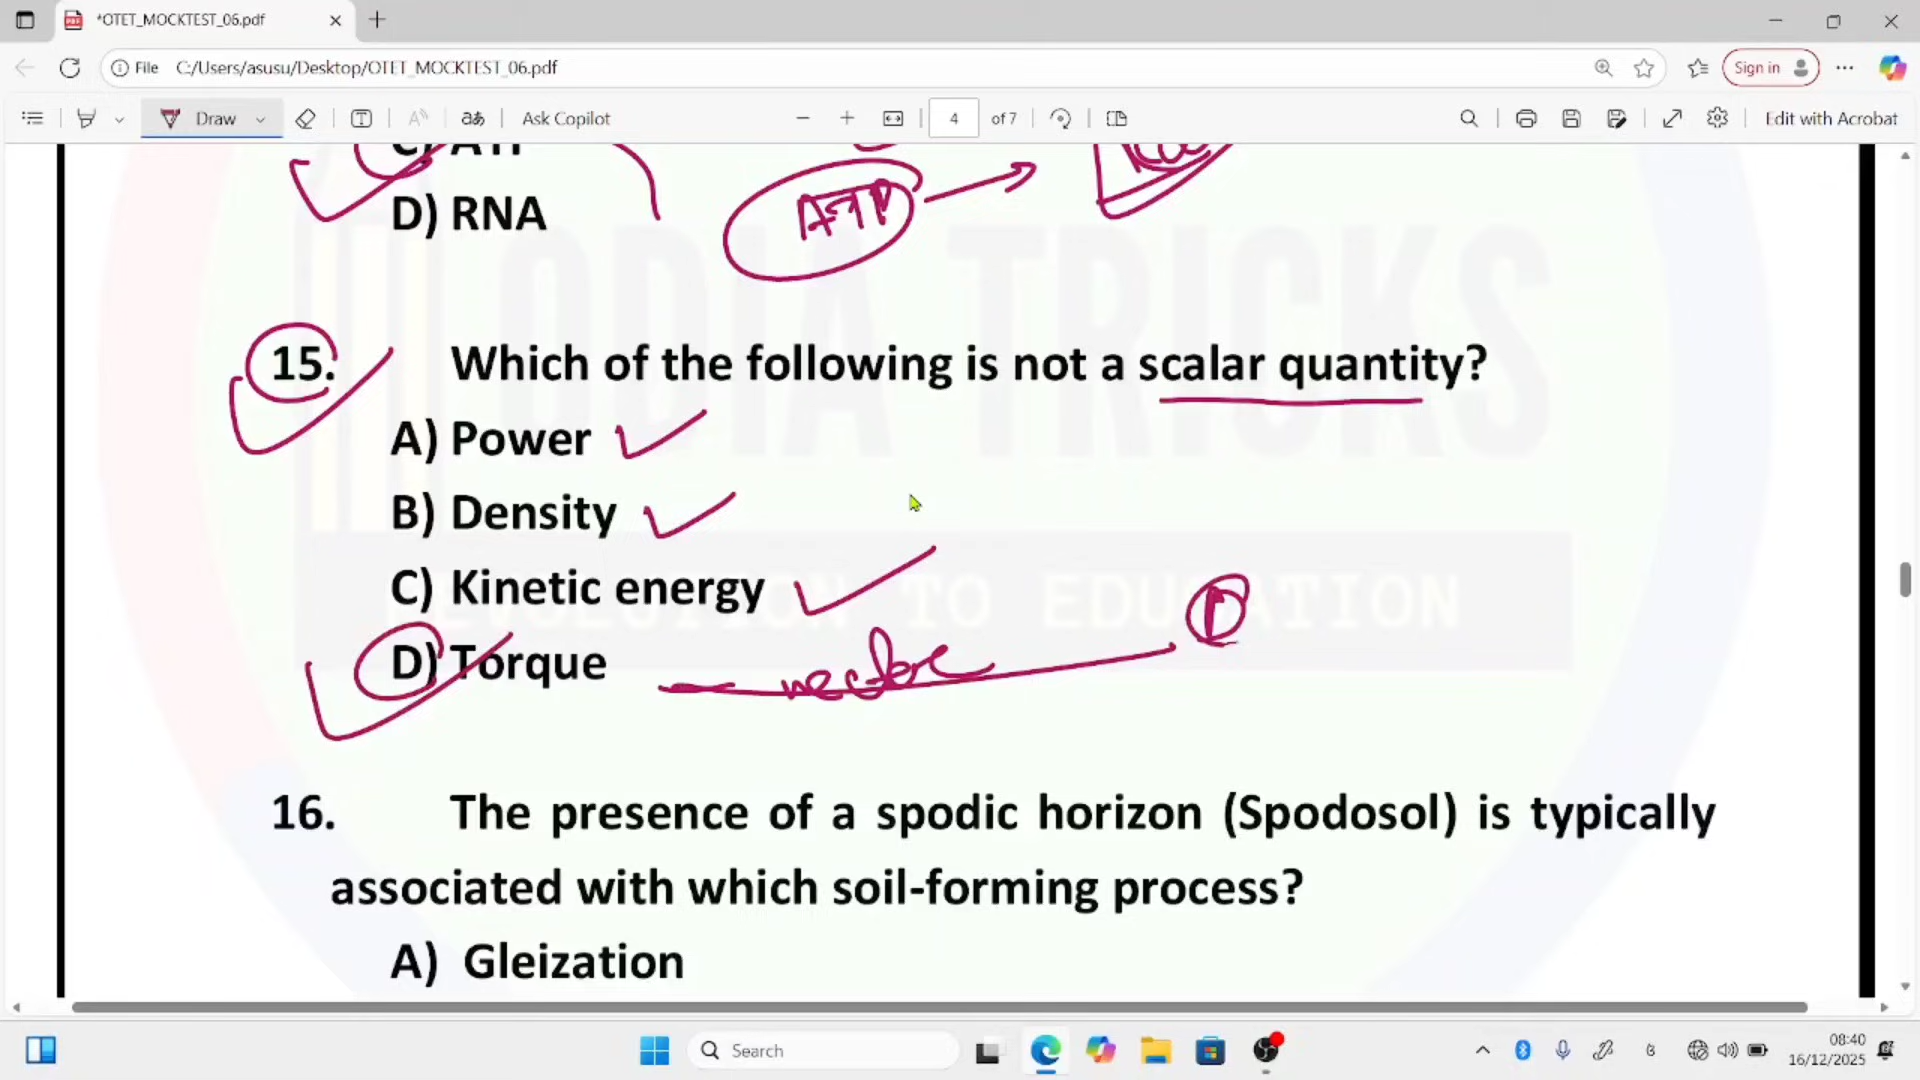 *OTET_MOCKTEST_06.pdf
File C:/Users/asusu/Desktop/OTET_MOCKTEST_06.pdf
Sign in
Draw
Ask Copilot
4 of 7
Edit with Acrobat
D) RNA
ATP
15. Which of the following is not a scalar quantity?
A) Power
B) Density
C) Kinetic energy
D) Torque
D
16. The presence of a spodic horizon (Spodosol) is typically
associated with which soil-forming process?
A) Gleization
ODIA TRICKS
Search
08:40
16/12/2025